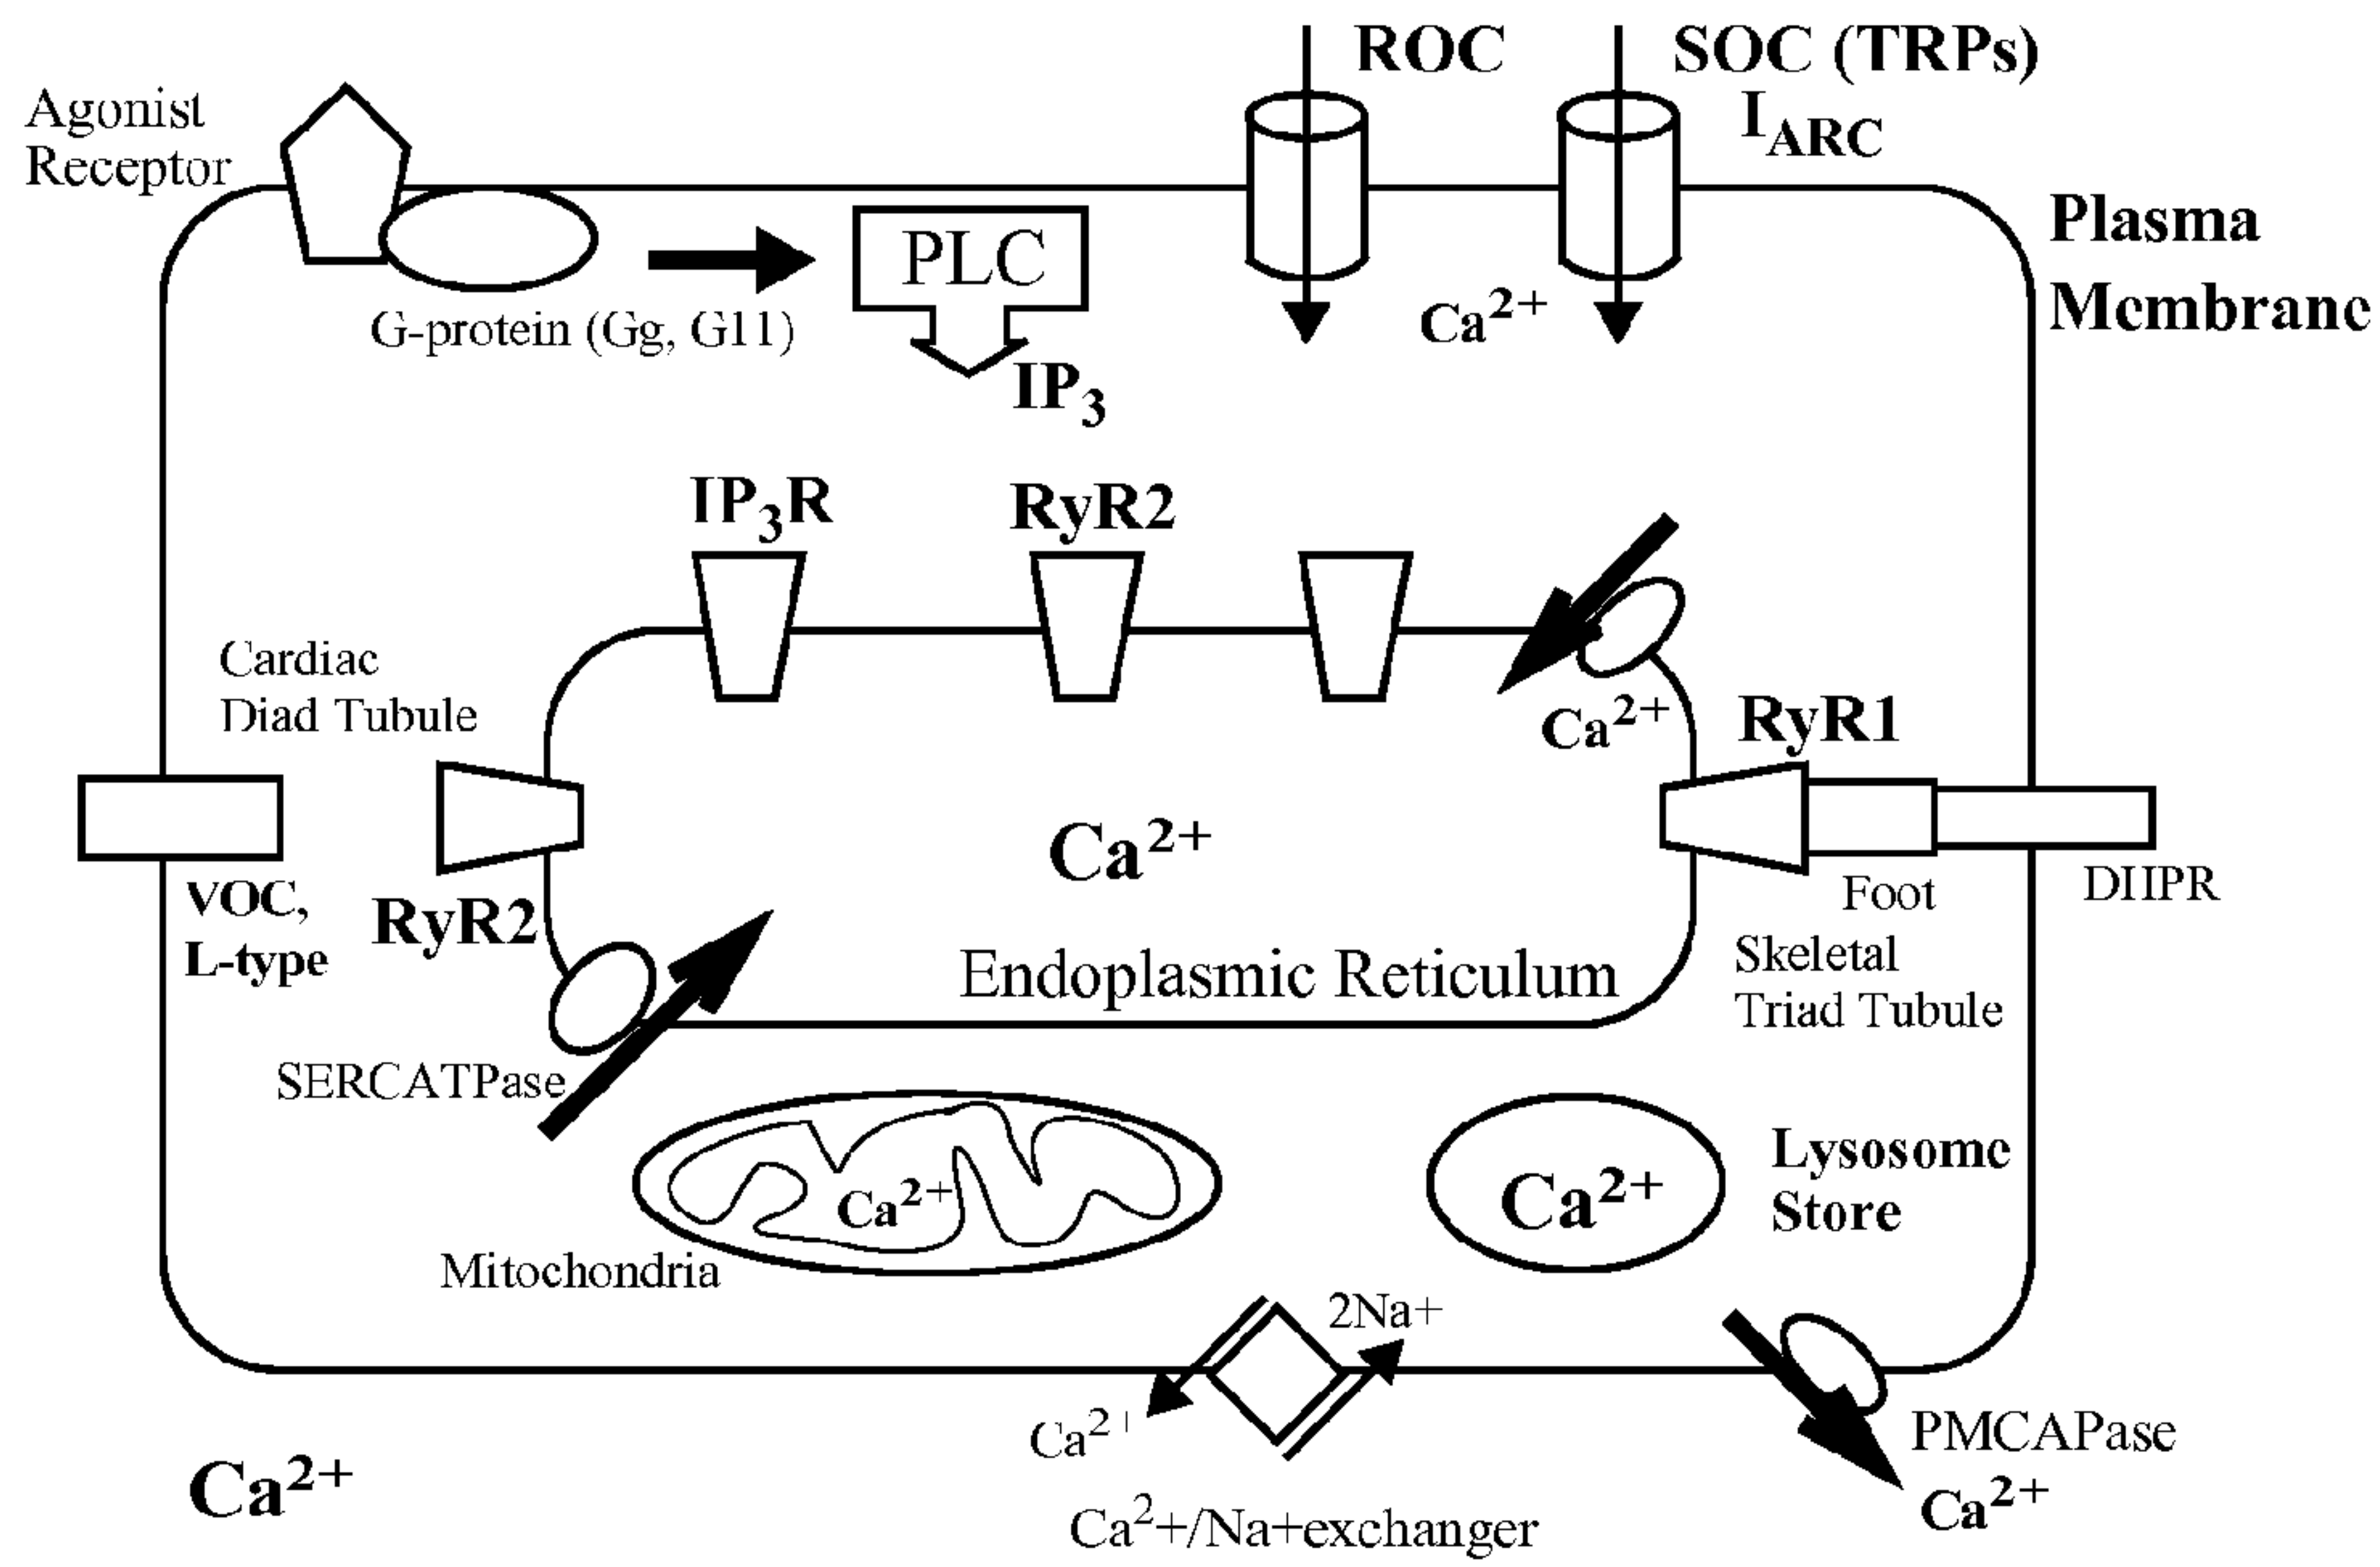 ROC
SOC (TRPs)
I_ARC
Agonist
Receptor
Plasma
Membrane
PLC
G-protein (Gg, G11)
Ca²⁺
IP₃
IP₃R
RyR2
Cardiac
Diad Tubule
Ca²⁺
RyR1
Ca²⁺
VOC,
L-type
RyR2
Foot
DHPR
Endoplasmic Reticulum
Skeletal
Triad Tubule
SERCATPase
Ca²⁺
Ca²⁺
Lysosome
Store
Mitochondria
2Na+
Ca²⁺
PMCAPase
Ca²⁺
Ca²⁺
Ca²+/Na+exchanger